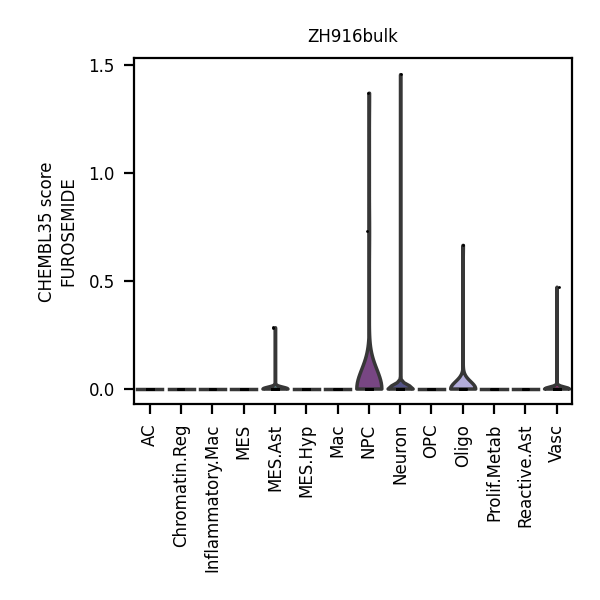 ZH916bulk
CHEMBL35 score
FUROSEMIDE
1.5
1.0
0.5
0.0
AC
Chromatin.Reg
Inflammatory.Mac
MES
MES.Ast
MES.Hyp
Mac
NPC
Neuron
OPC
Oligo
Prolif.Metab
Reactive.Ast
Vasc